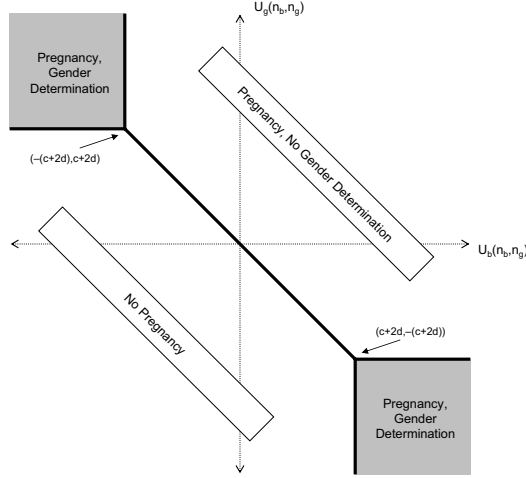 U_g(n_b,n_g)
Pregnancy,
Gender
Determination
(–(c+2d),c+2d)
Pregnancy, No Gender Determination
U_b(n_b,n_g)
No Pregnancy
(c+2d,–(c+2d))
Pregnancy,
Gender
Determination